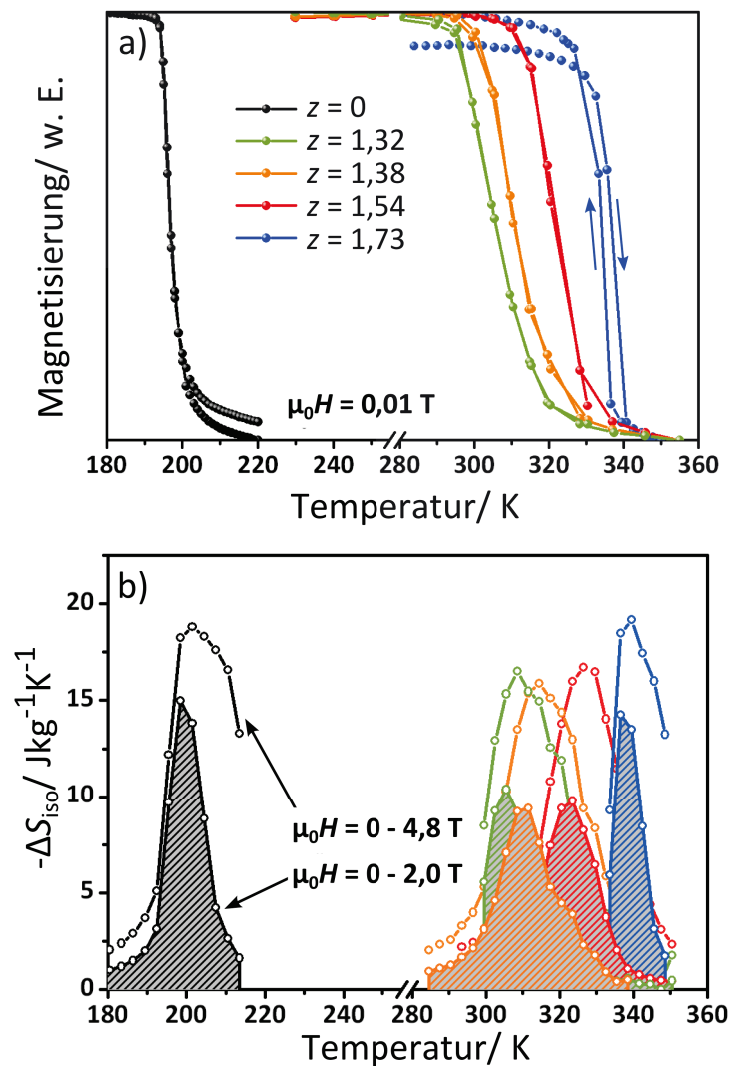 a)
Magnetisierung/ w. E.
z = 0
z = 1,32
z = 1,38
z = 1,54
z = 1,73
μ₀H = 0,01 T
180 200 220 240 280 300 320 340 360
Temperatur/ K
b)
-ΔS_iso/ Jkg⁻¹K⁻¹
20
15
10
5
0
μ₀H = 0 - 4,8 T
μ₀H = 0 - 2,0 T
180 200 220 240 280 300 320 340 360
Temperatur/ K